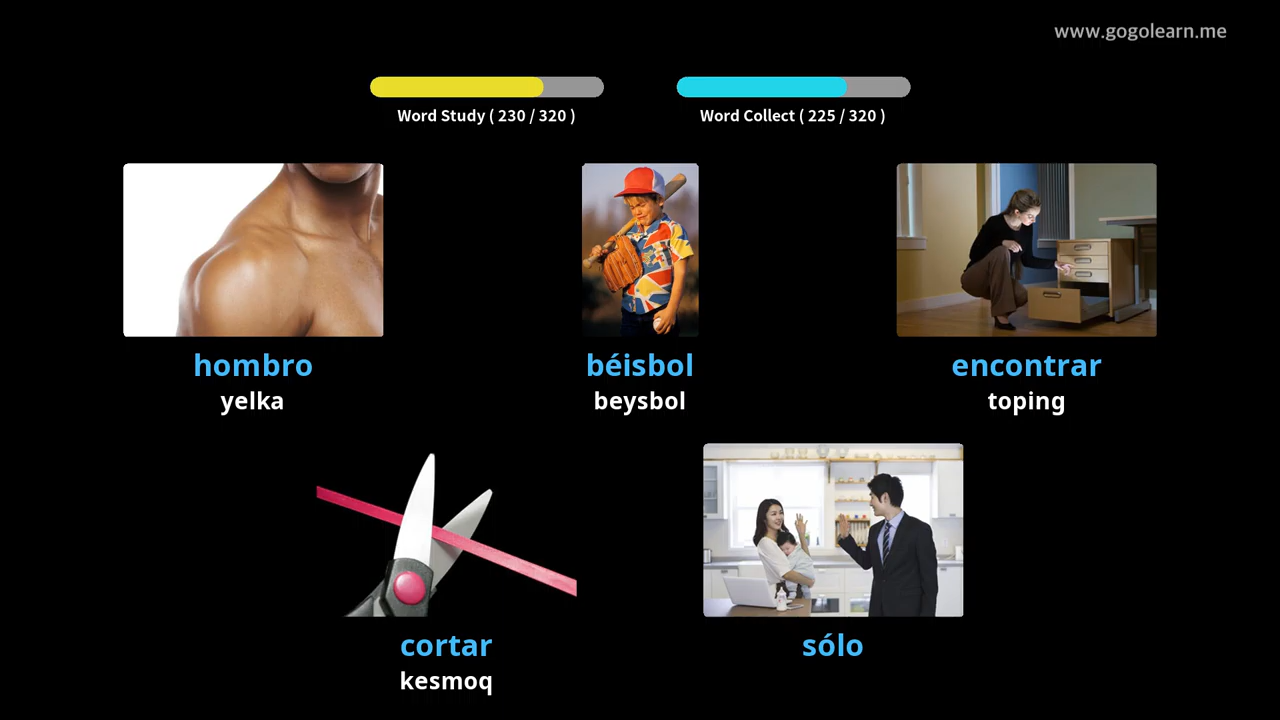 www.gogolearn.me
Word Study ( 230 / 320 )
Word Collect ( 225 / 320 )
hombro
yelka
béisbol
beysbol
encontrar
toping
cortar
kesmoq
sólo